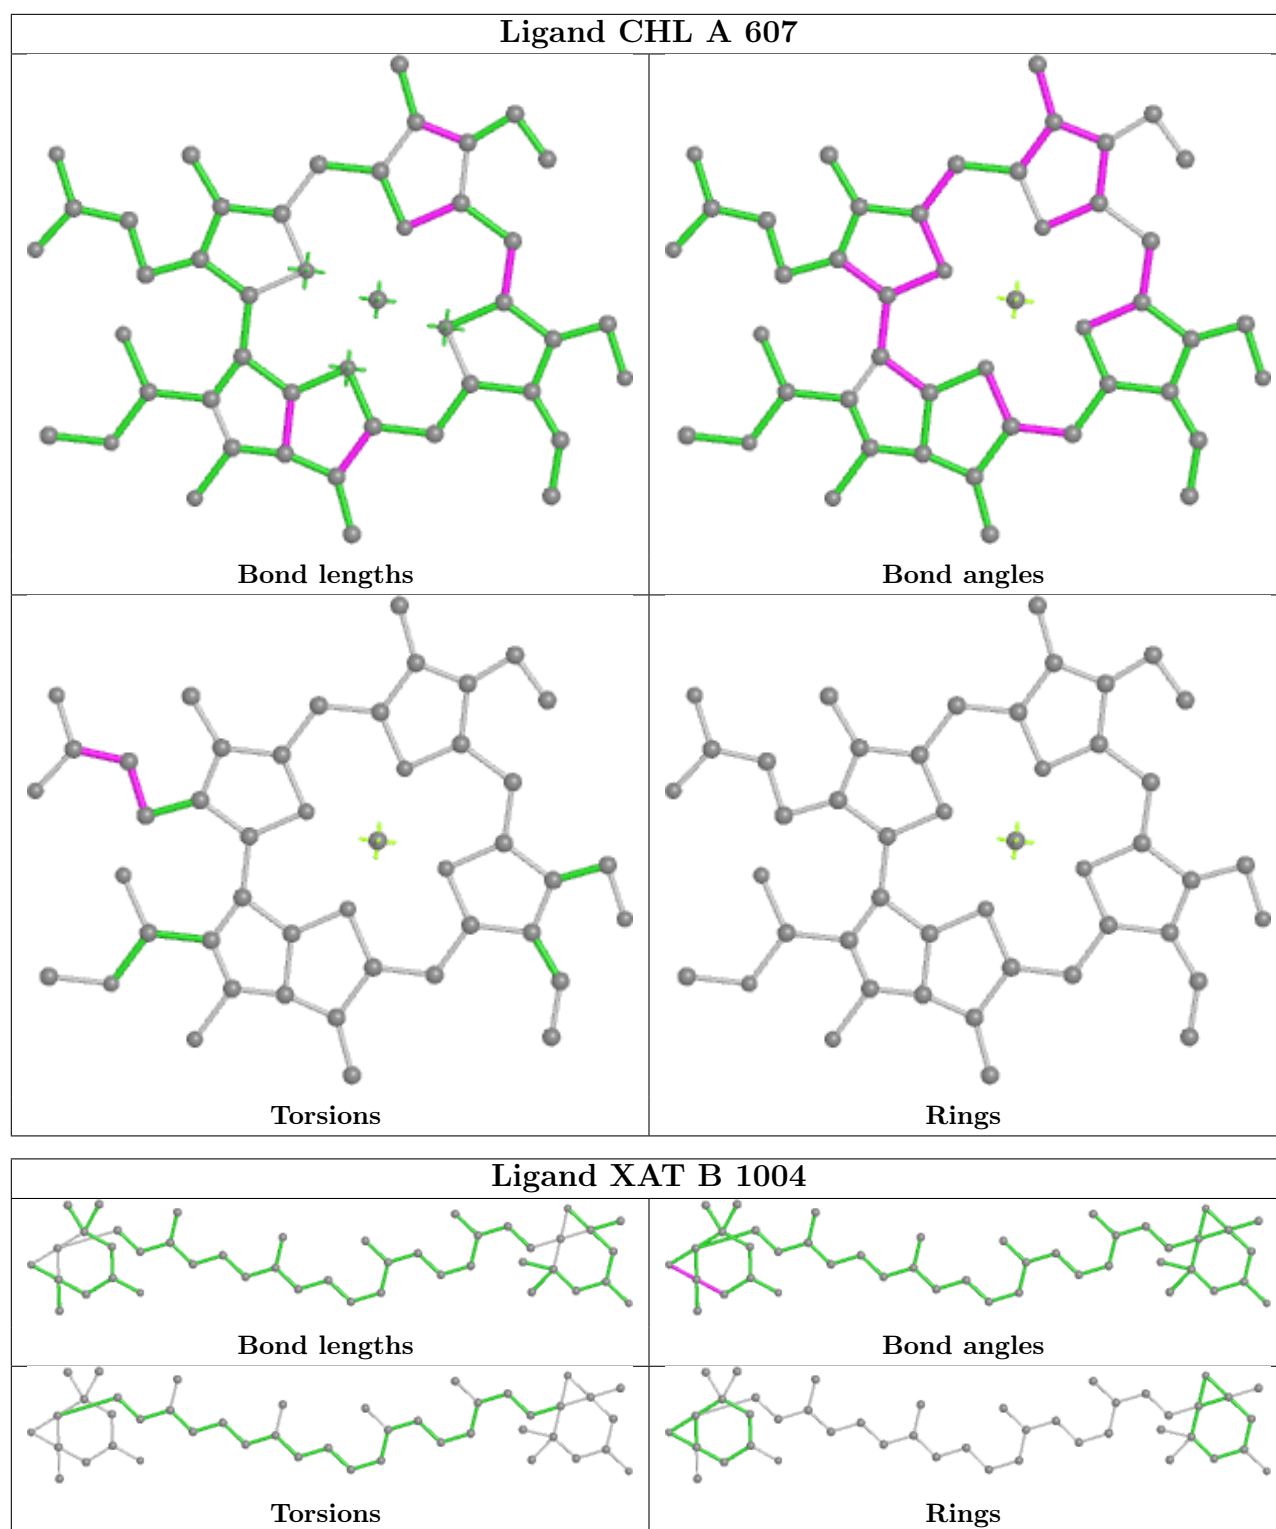 Ligand CHL A 607
Bond lengths
Bond angles
Torsions
Rings
Ligand XAT B 1004
Bond lengths
Bond angles
Torsions
Rings